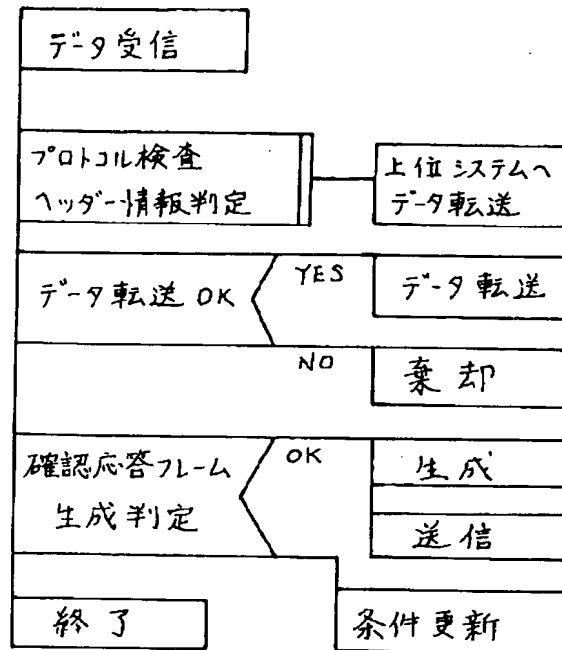 データ受信
プロトコル検査
ヘッダー情報判定
上位システムへ
データ転送
データ転送 OK
YES
データ転送
NO
棄却
確認応答フレーム
生成判定
OK
生成
送信
終了
条件更新